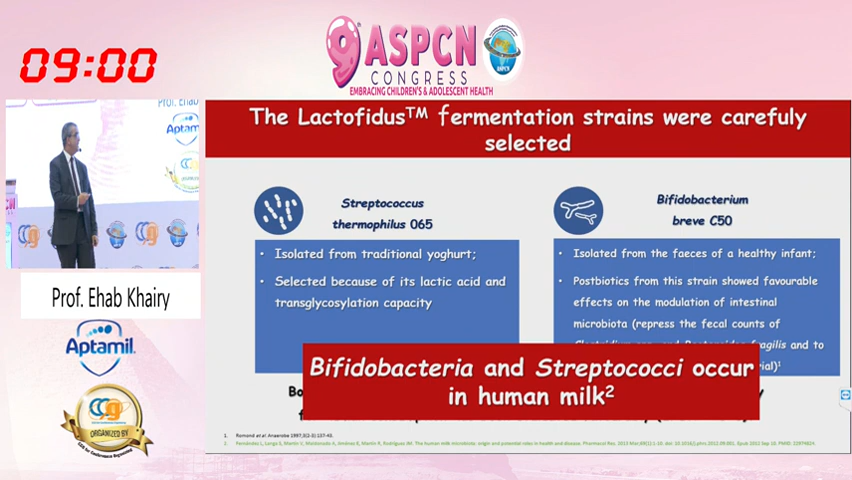 09:00
9
ASPCN
CONGRESS
EMBRACING CHILDREN'S & ADOLESCENT HEALTH
The Lactofidus™ fermentation strains were carefuly
selected
Streptococcus
thermophilus 065
• Isolated from traditional yoghurt;
• Selected because of its lactic acid and
transglycosylation capacity
Bifidobacterium
breve C50
• Isolated from the faeces of a healthy infant;
• Postbiotics from this strain showed favourable
effects on the modulation of intestinal
microbiota (repress the fecal counts of
Bifidobacteria and Streptococci occur
in human milk²
Aptamil
Prof. Ehab Khairy
Aptamil
ORGANIZED BY